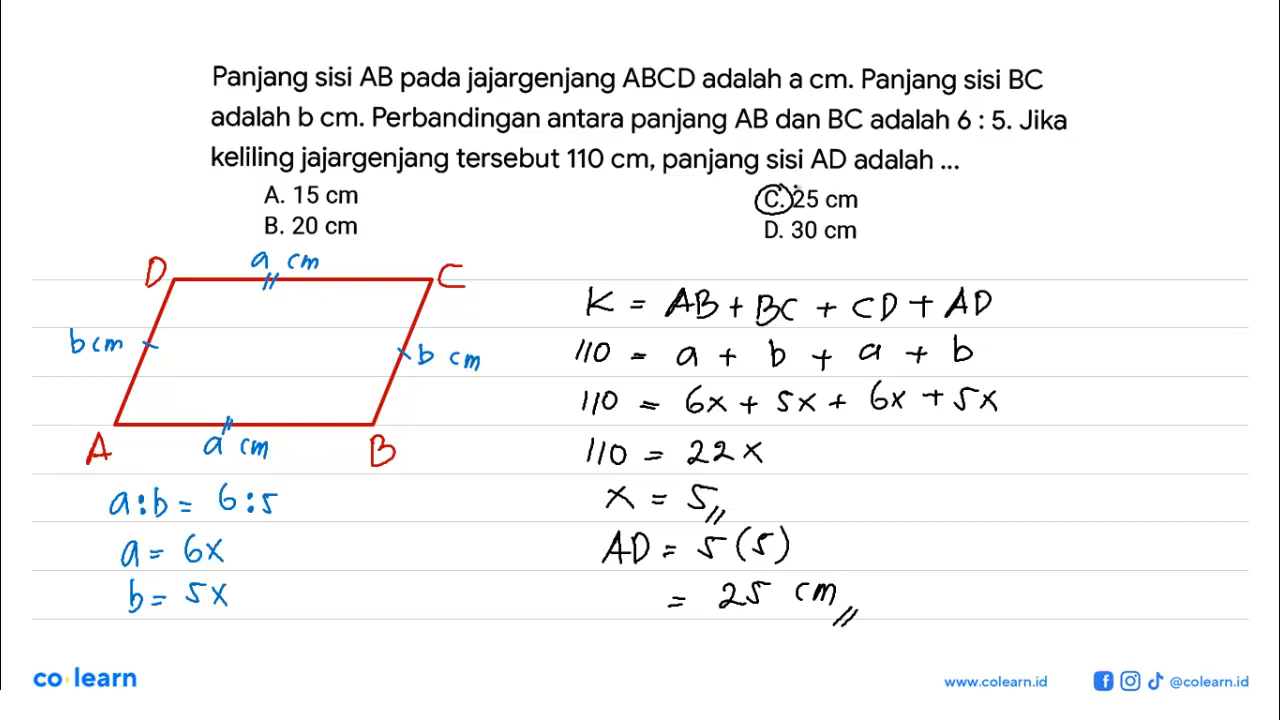 Panjang sisi AB pada jajargenjang ABCD adalah a cm. Panjang sisi BC
adalah b cm. Perbandingan antara panjang AB dan BC adalah 6 : 5. Jika
keliling jajargenjang tersebut 110 cm, panjang sisi AD adalah ...
A. 15 cm
B. 20 cm
C. 25 cm
D. 30 cm
a cm
D
C
b cm
b cm
A
a cm
B
a : b = 6 : 5
a = 6x
b = 5x
K = AB + BC + CD + AD
110 = a + b + a + b
110 = 6x + 5x + 6x + 5x
110 = 22x
x = 5
AD = 5 (5)
= 25 cm
co learn
www.colearn.id
@colearn.id